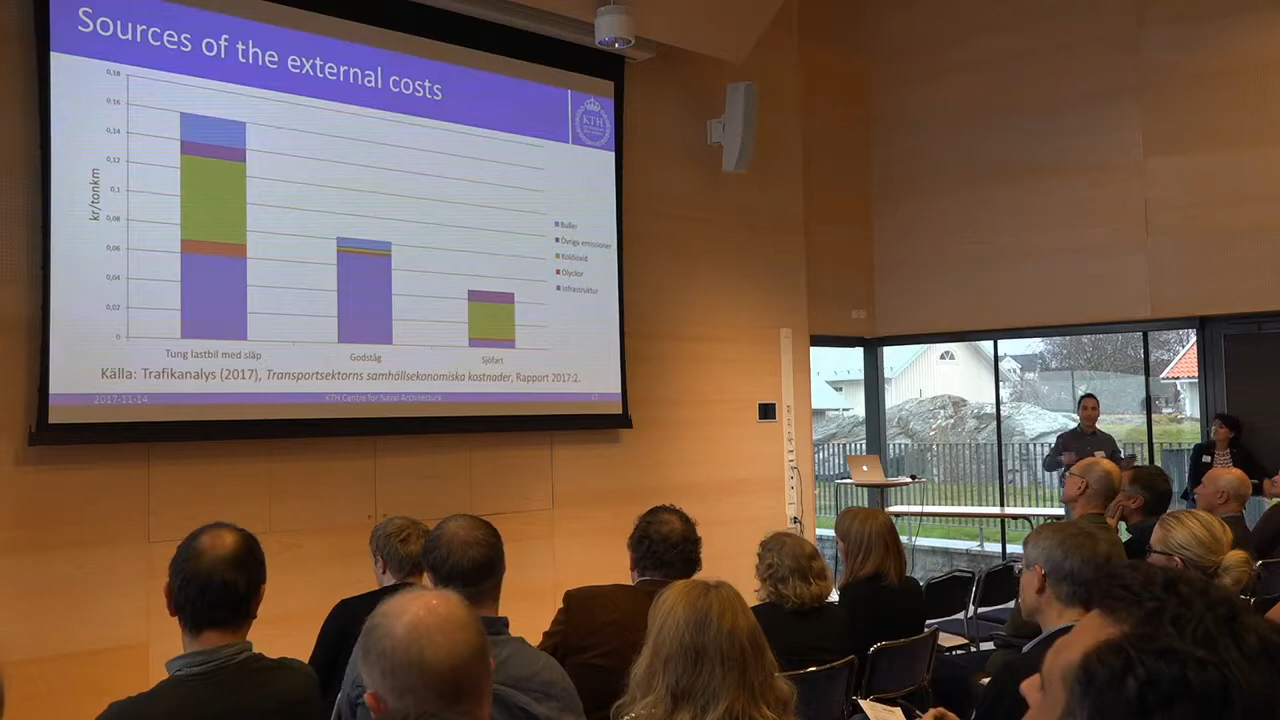 Sources of the external costs
KTH
0,18
0,16
0,14
0,12
0,1
0,08
0,06
0,04
0,02
0
kr/tonkm
Buller
Övriga emissioner
Koldioxid
Olyckor
Infrastruktur
Tung lastbil med släp
Godståg
Sjöfart
Källa: Trafikanalys (2017), Transportsektorns samhällsekonomiska kostnader, Rapport 2017:2.
2017-11-14
KTH Centre for Naval Architecture